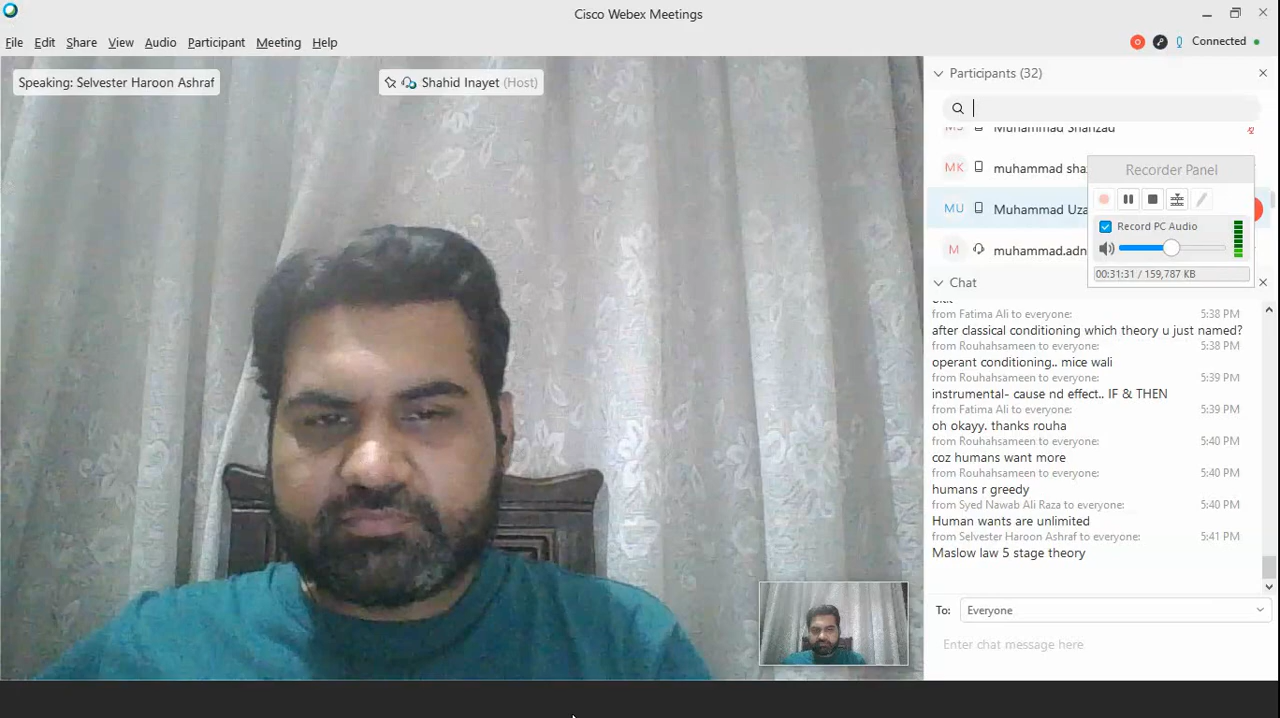 Cisco Webex Meetings
File Edit Share View Audio Participant Meeting Help
Connected
Speaking: Selvester Haroon Ashraf
Shahid Inayet (Host)
Participants (32)
MS Muhammad Shahzad
MK muhammad sha
MU Muhammad Uza
M muhammad.adn
Recorder Panel
Record PC Audio
00:31:31 / 159,787 KB
Chat
from Fatima Ali to everyone: 5:38 PM
after classical conditioning which theory u just named?
from Rouhahsameen to everyone: 5:38 PM
operant conditioning.. mice wali
from Rouhahsameen to everyone: 5:39 PM
instrumental- cause nd effect.. IF & THEN
from Fatima Ali to everyone: 5:39 PM
oh okayy. thanks rouha
from Rouhahsameen to everyone: 5:40 PM
coz humans want more
from Rouhahsameen to everyone: 5:40 PM
humans r greedy
from Syed Nawab Ali Raza to everyone: 5:40 PM
Human wants are unlimited
from Selvester Haroon Ashraf to everyone: 5:41 PM
Maslow law 5 stage theory
To: Everyone
Enter chat message here